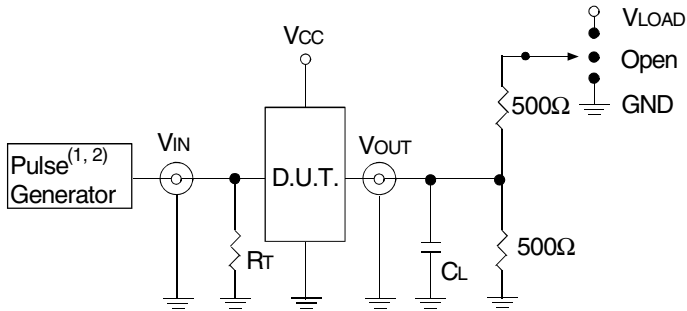 VLOAD
VCC
Open
500Ω
GND
VIN
VOUT
Pulse(1, 2)
Generator
D.U.T.
RT
CL
500Ω